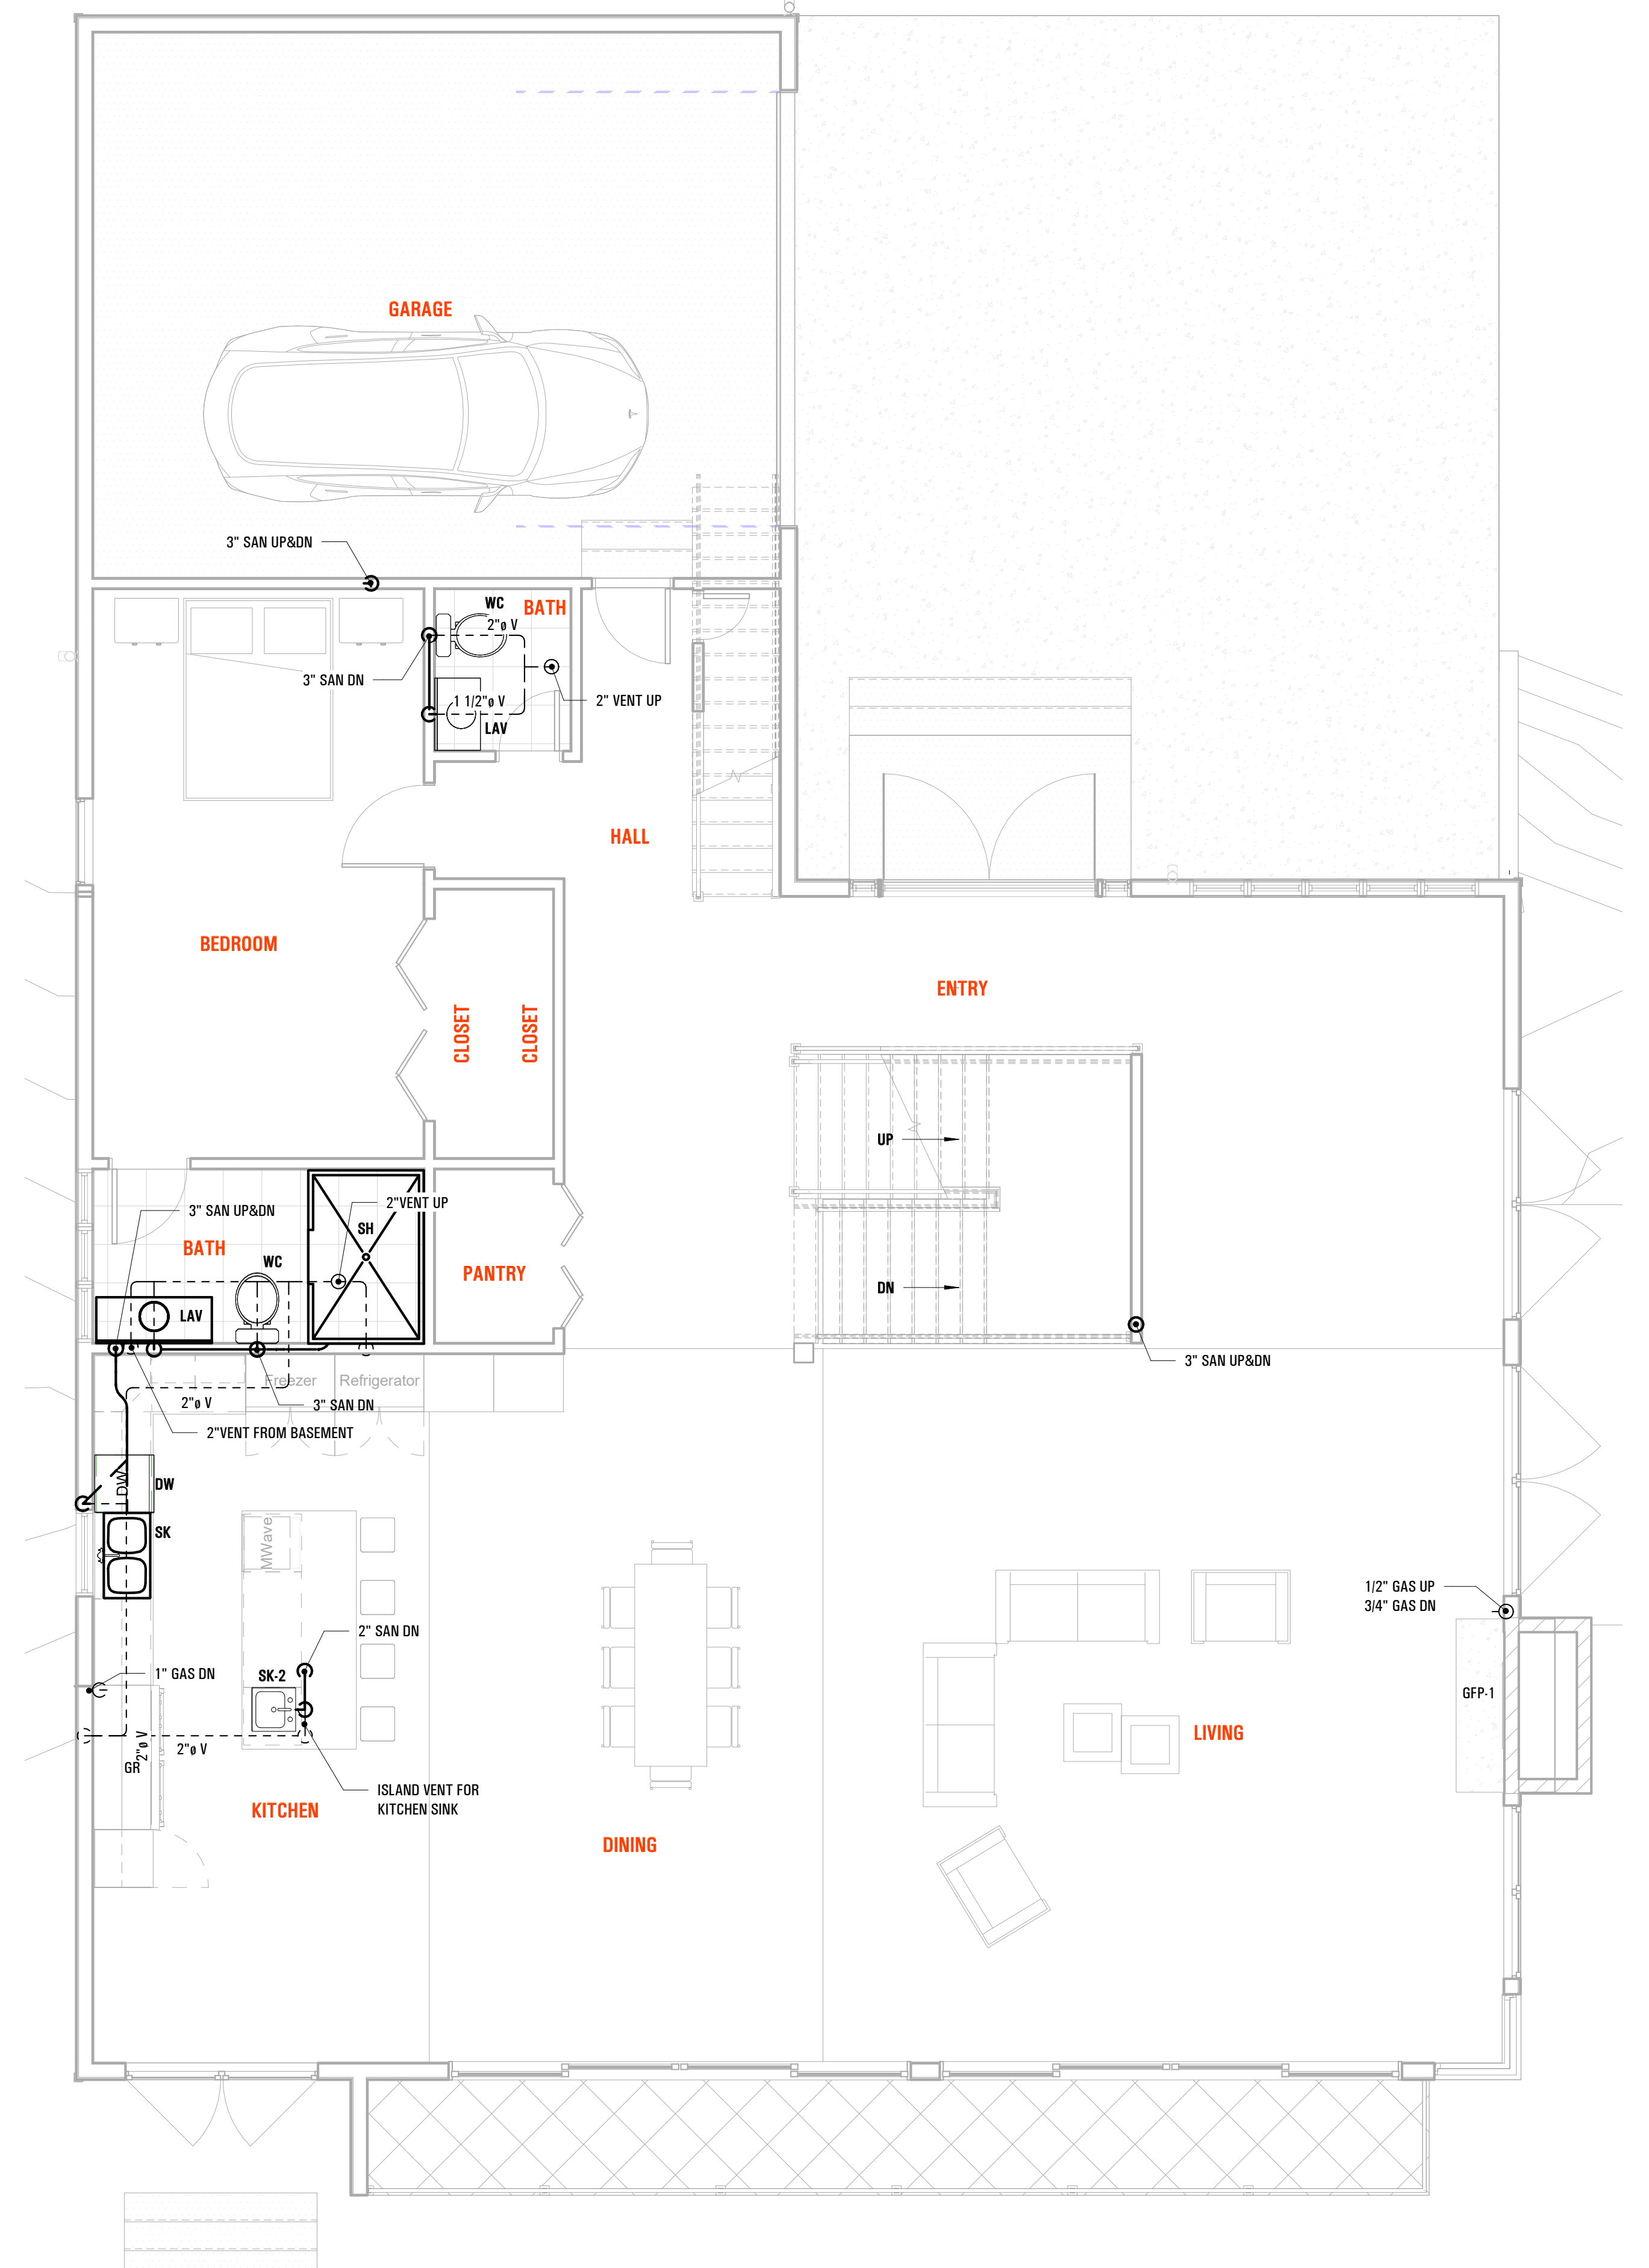 GARAGE
3" SAN UP&DN
WC
BATH
2"ø V
3" SAN DN
1 1/2"ø V
2" VENT UP
LAV
HALL
BEDROOM
ENTRY
CLOSET
CLOSET
UP
2"VENT UP
3" SAN UP&DN
SH
BATH
WC
PANTRY
DN
LAV
3" SAN UP&DN
Freezer
Refrigerator
2"ø V
3" SAN DN
2"VENT FROM BASEMENT
DW
DW
SK
MWave
1/2" GAS UP
3/4" GAS DN
2" SAN DN
1" GAS DN
SK-2
GFP-1
LIVING
2"ø V
2"ø V
GR
ISLAND VENT FOR
KITCHEN SINK
KITCHEN
DINING